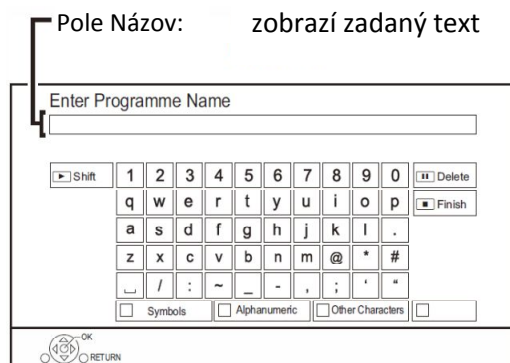 Pole Názov: zobrazí zadaný text
Enter Programme Name
Shift 1 2 3 4 5 6 7 8 9 0 Delete
q w e r t y u i o p Finish
a s d f g h j k l .
z x c v b n m @ * #
/ : ~ _ - , ; ‘ “
Symbols Alphanumeric Other Characters
OK
RETURN